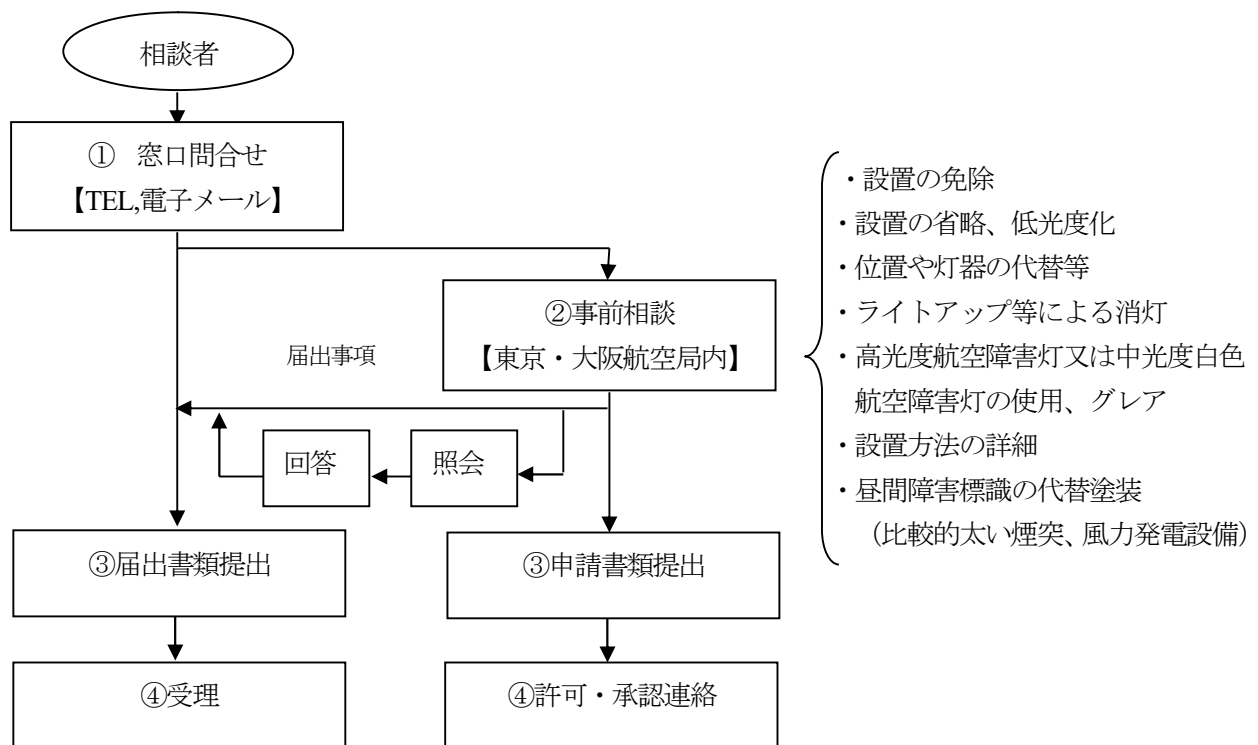 相談者
① 窓口問合せ
【TEL,電子メール】
②事前相談
【東京・大阪航空局内】
届出事項
回答
照会
③届出書類提出
③申請書類提出
④受理
④許可・承認連絡
・設置の免除
・設置の省略、低光度化
・位置や灯器の代替等
・ライトアップ等による消灯
・高光度航空障害灯又は中光度白色
航空障害灯の使用、グレア
・設置方法の詳細
・昼間障害標識の代替塗装
（比較的太い煙突、風力発電設備）